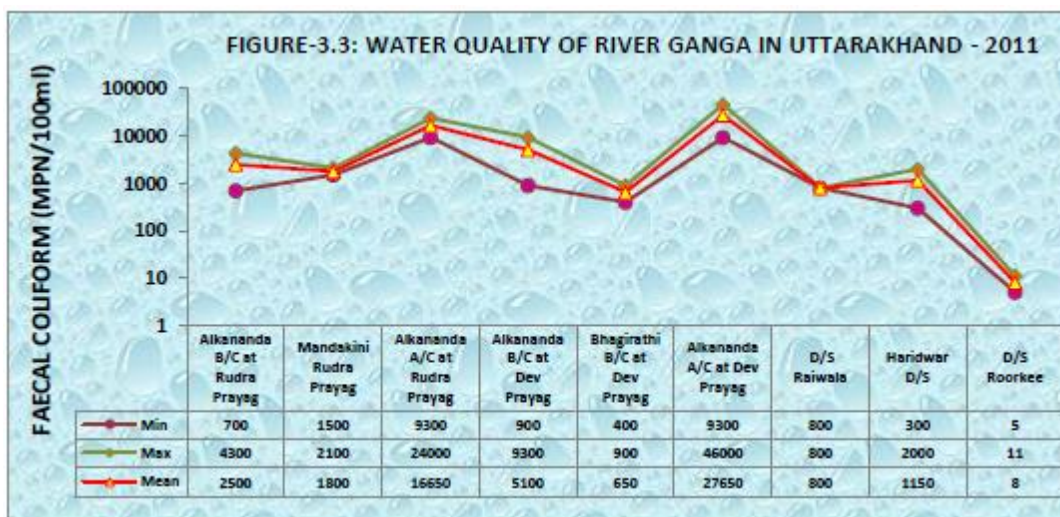 FIGURE-3.3: WATER QUALITY OF RIVER GANGA IN UTTARAKHAND - 2011
FAECAL COLIFORM (MPN/100ml)
100000
10000
1000
100
10
1
Alkananda B/C at Rudra Prayag
Mandakini Rudra Prayag
Alkananda A/C at Rudra Prayag
Alkananda B/C at Dev Prayag
Bhagirathi B/C at Dev Prayag
Alkananda A/C at Dev Prayag
D/S Raiwala
Haridwar D/S
D/S Roorkee
Min 700 1500 9300 900 400 9300 800 300 5
Max 4300 2100 24000 9300 900 46000 800 2000 11
Mean 2500 1800 16650 5100 650 27650 800 1150 8